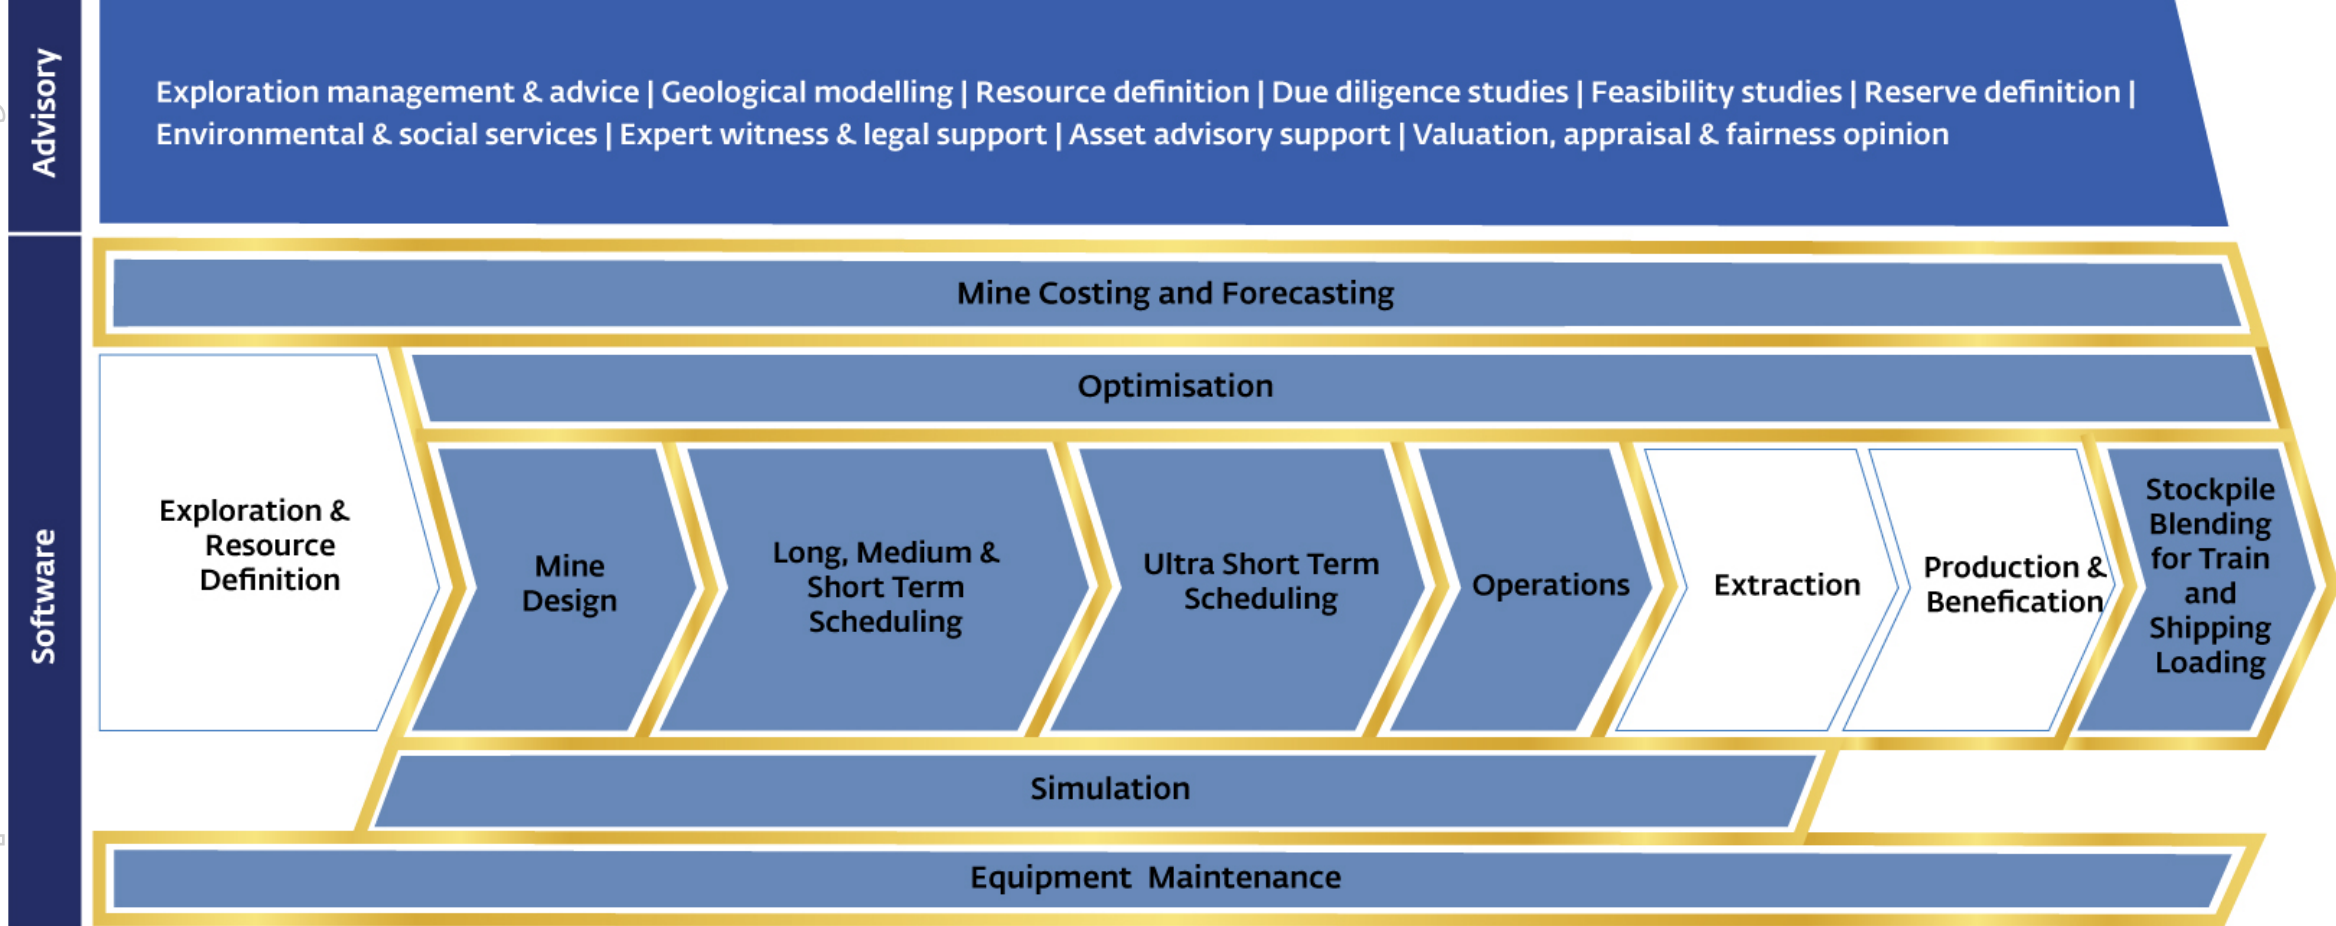 Advisory
Exploration management & advice | Geological modelling | Resource definition | Due diligence studies | Feasibility studies | Reserve definition |
Environmental & social services | Expert witness & legal support | Asset advisory support | Valuation, appraisal & fairness opinion
Software
Mine Costing and Forecasting
Optimisation
Exploration &
Resource
Definition
Mine
Design
Long, Medium &
Short Term
Scheduling
Ultra Short Term
Scheduling
Operations
Extraction
Production &
Benefication
Stockpile
Blending
for Train
and
Shipping
Loading
Simulation
Equipment Maintenance